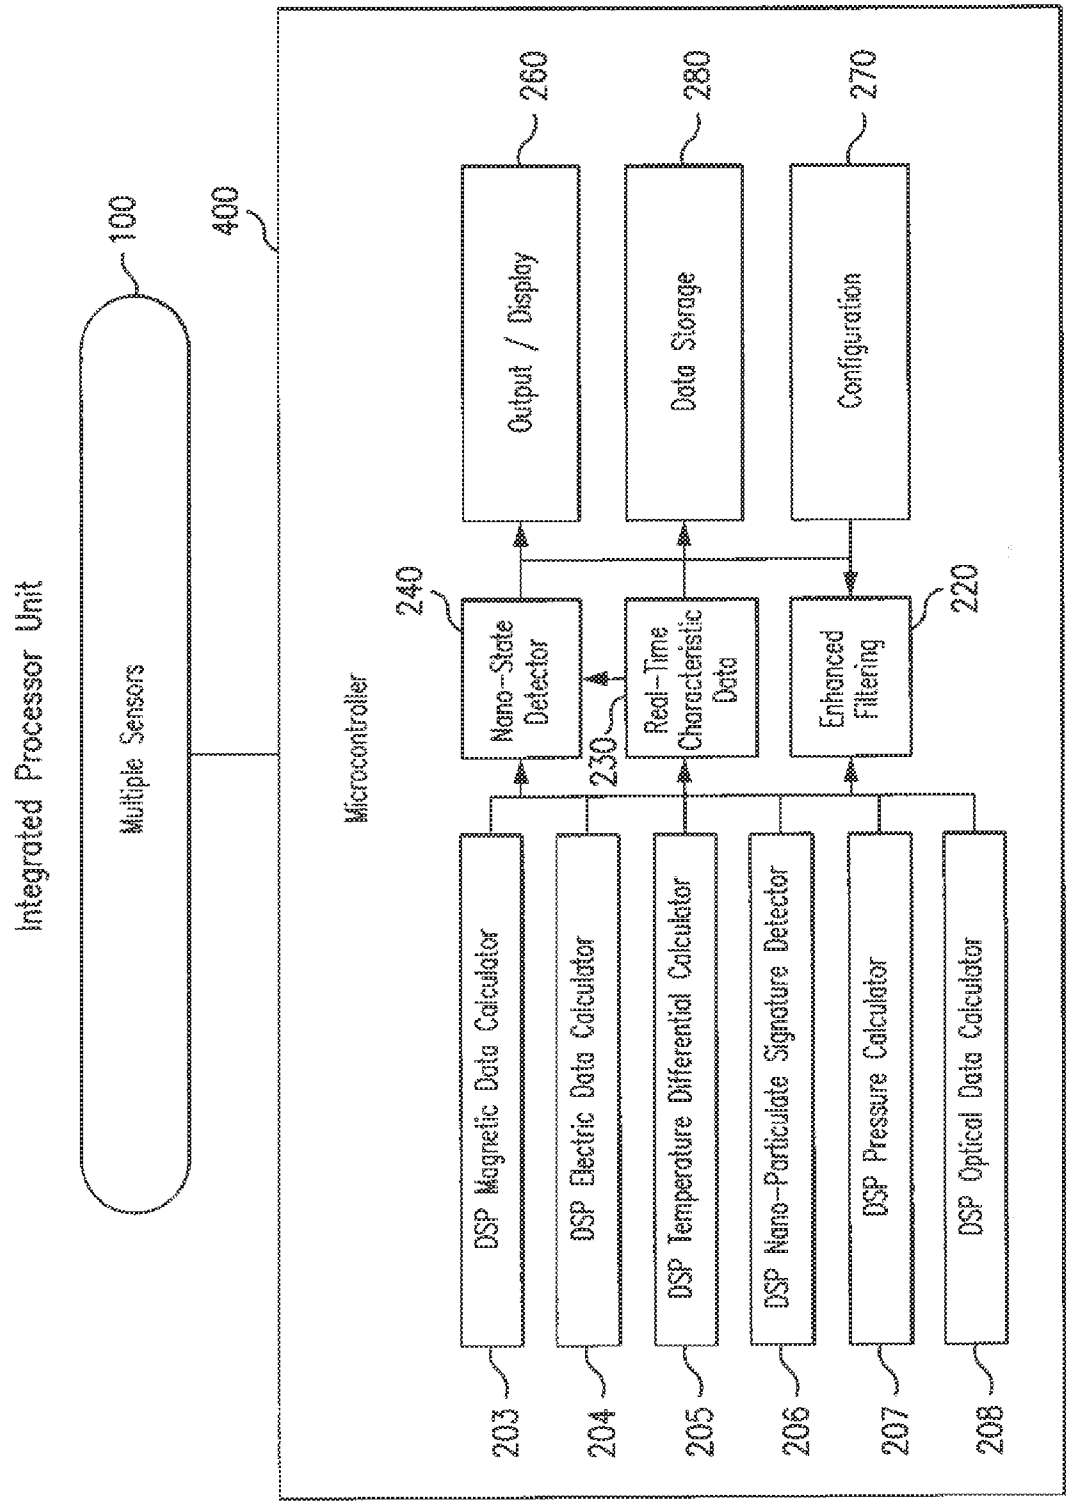 Integrated Processor Unit
Multiple Sensors
100
400
Microcontroller
203
DSP Magnetic Data Calculator
204
DSP Electric Data Calculator
205
DSP Temperature Differential Calculator
206
DSP Nano-Particulate Signature Detector
207
DSP Pressure Calculator
208
DSP Optical Data Calculator
240
Nano-State
Detector
230
Real-Time
Characteristic
Data
220
Enhanced
Filtering
Output / Display
260
Data Storage
280
Configuration
270